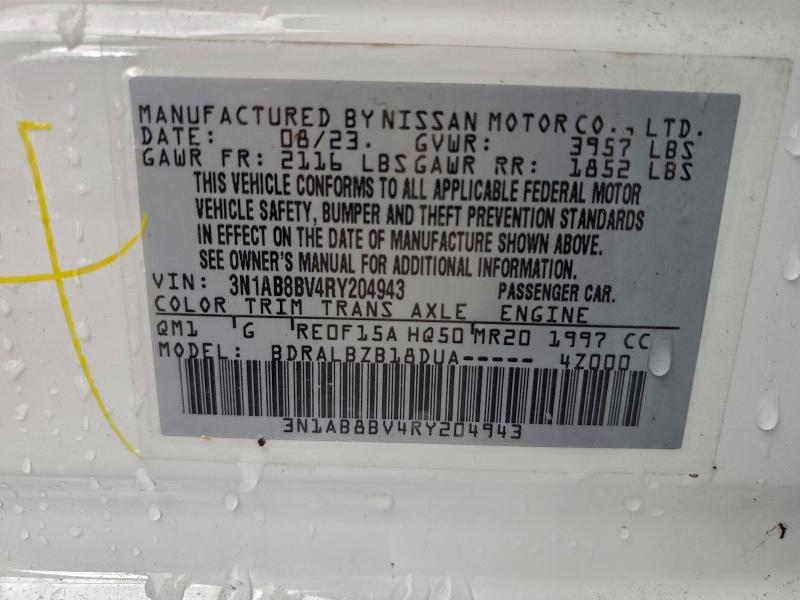 MANUFACTURED BY NISSAN MOTOR CO., LTD.
DATE: 08/23. GVWR: 3957 LBS
GAWR FR: 2116 LBS GAWR RR: 1852 LBS
THIS VEHICLE CONFORMS TO ALL APPLICABLE FEDERAL MOTOR
VEHICLE SAFETY, BUMPER AND THEFT PREVENTION STANDARDS
IN EFFECT ON THE DATE OF MANUFACTURE SHOWN ABOVE.
SEE OWNER'S MANUAL FOR ADDITIONAL INFORMATION.
VIN: 3N1AB8BV4RY204943 PASSENGER CAR.
COLOR TRIM TRANS AXLE ENGINE
QM1 G RE0F15A HQ50 MR20 1997 CC
MODEL: BDRALBZB18DUA----- 4Z000
3N1AB8BV4RY204943